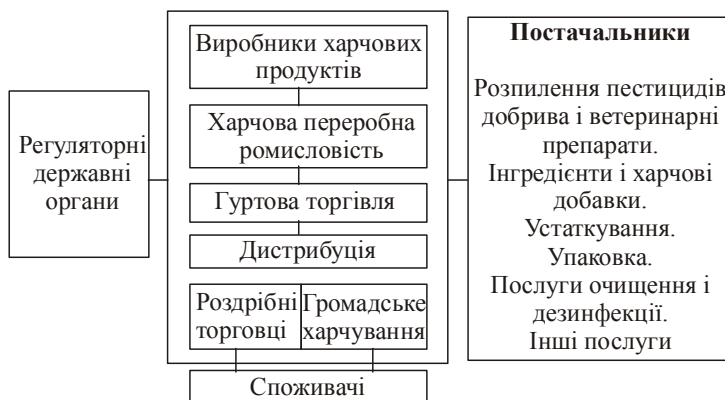 Регуляторні
державні
органи
Виробники харчових
продуктів
Харчова переробна
ромисловість
Гуртова торгівля
Дистрибуція
Роздрібні
торговці
Громадське
харчування
Споживачі
Постачальники
Розпилення пестицидів
добрива і ветеринарні
препарати.
Інгредієнти і харчові
добавки.
Устаткування.
Упаковка.
Послуги очищення і
дезинфекції.
Інші послуги